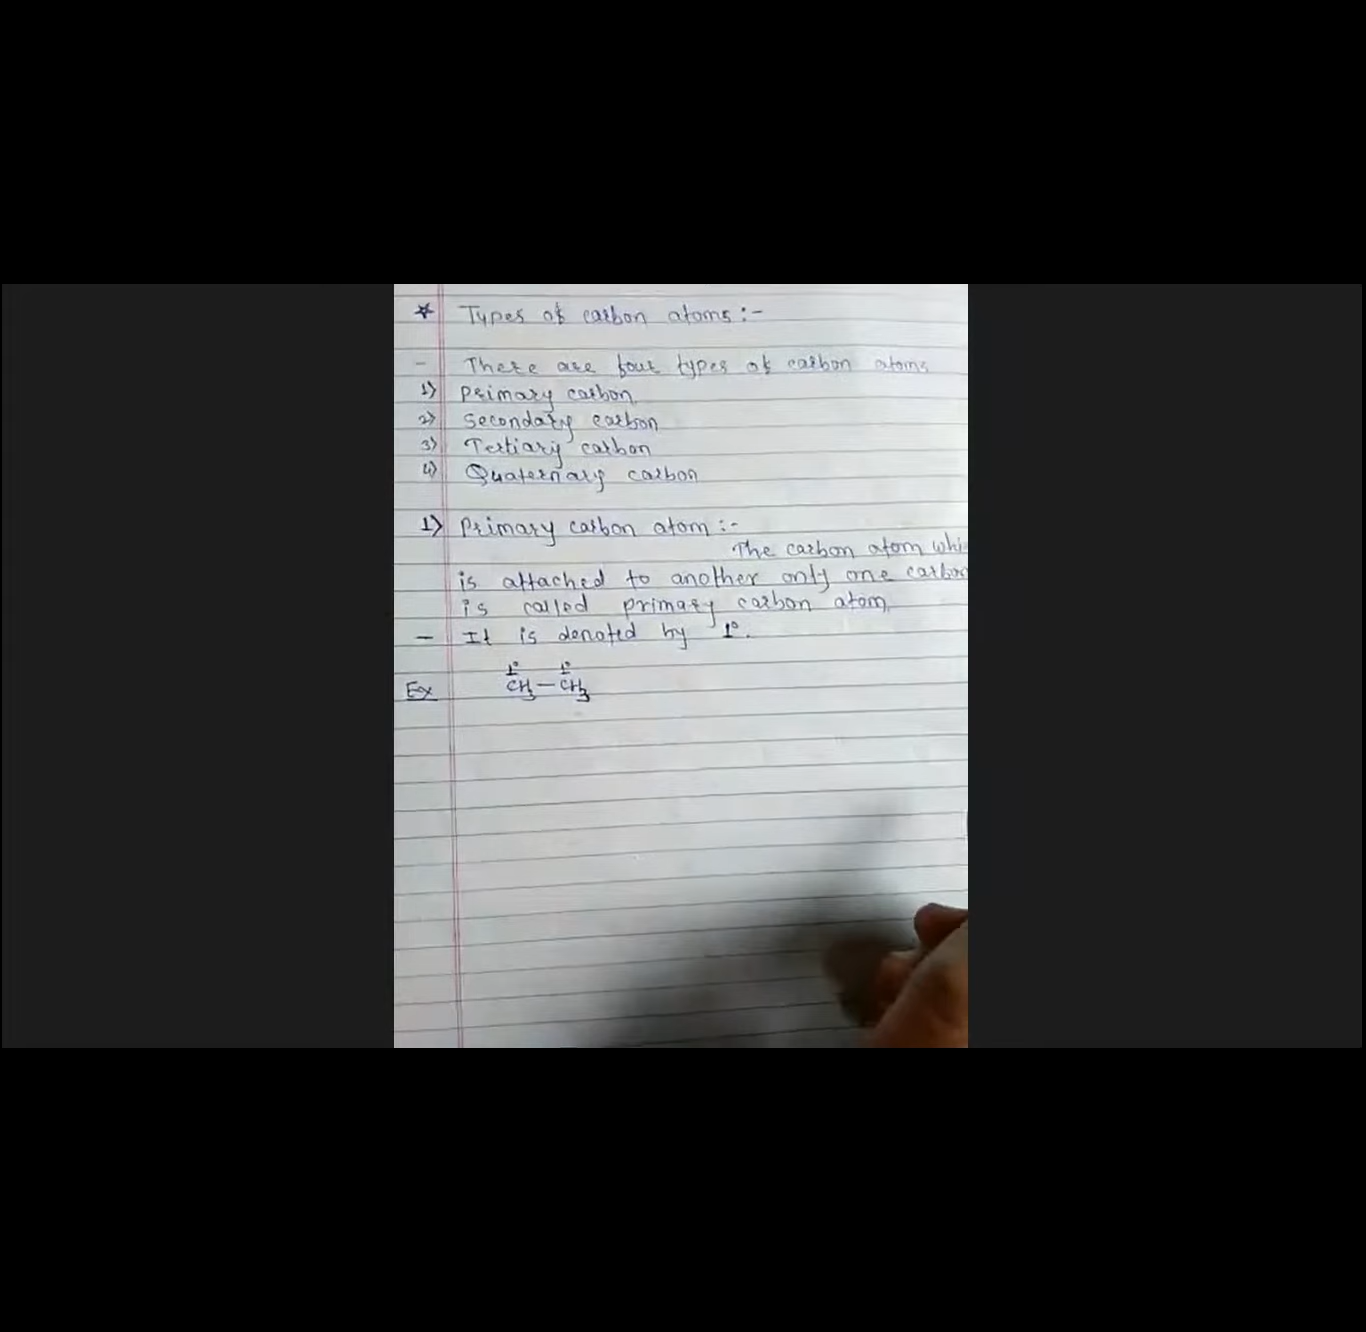 * Types of carbon atoms :-
- There are four types of carbon atoms
1) Primary carbon
2) Secondary carbon
3) Tertiary carbon
4) Quaternary carbon
1) Primary carbon atom :-
The carbon atom whi
is attached to another only one carbon
is called primary carbon atom.
- It is denoted by 1°.
1° 1°
Ex CH₃ - CH₃